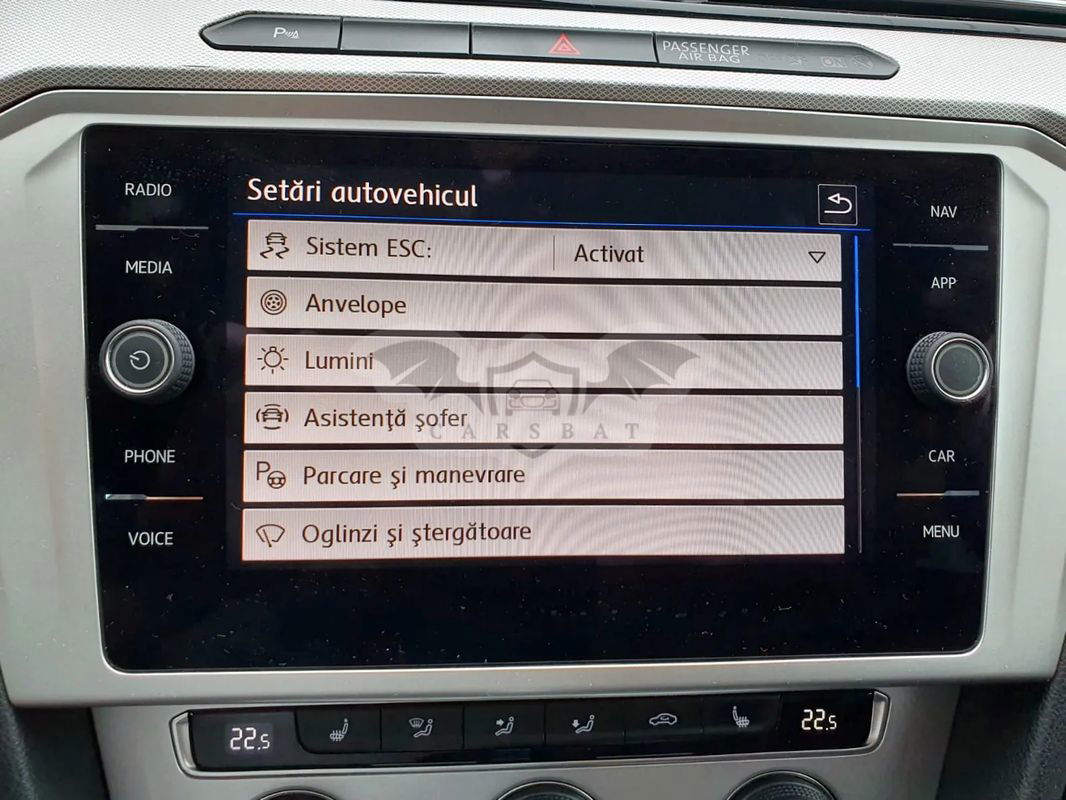 P
PASSENGER
AIR BAG
ON
RADIO
MEDIA
PHONE
VOICE
Setări autovehicul
Sistem ESC: Activat
Anvelope
Lumini
Asistenţă şofer
Parcare şi manevrare
Oglinzi şi ştergătoare
CARSBAT
NAV
APP
CAR
MENU
22.5
22.5